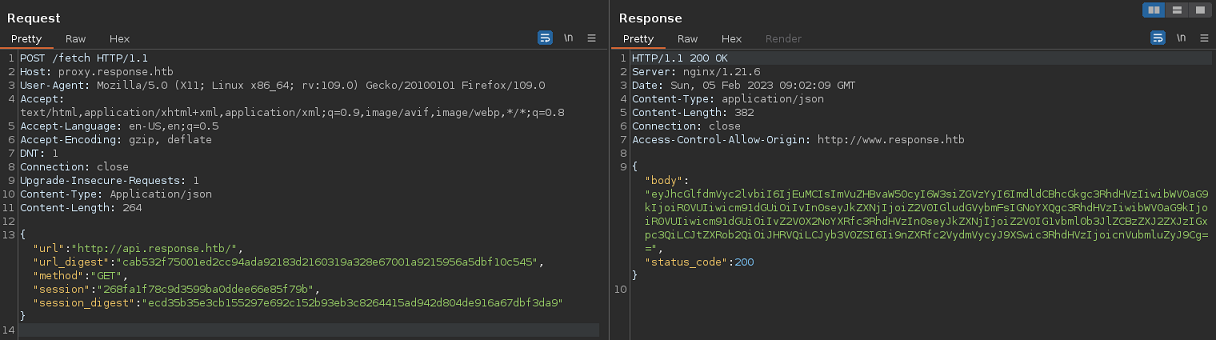 Request
Pretty Raw Hex \n
1 POST /fetch HTTP/1.1
2 Host: proxy.response.htb
3 User-Agent: Mozilla/5.0 (X11; Linux x86_64; rv:109.0) Gecko/20100101 Firefox/109.0
4 Accept:
text/html,application/xhtml+xml,application/xml;q=0.9,image/avif,image/webp,*/*;q=0.8
5 Accept-Language: en-US,en;q=0.5
6 Accept-Encoding: gzip, deflate
7 DNT: 1
8 Connection: close
9 Upgrade-Insecure-Requests: 1
10 Content-Type: Application/json
11 Content-Length: 264
12
13 {
"url":"http://api.response.htb/",
"url_digest":"cab532f75001ed2cc94ada92183d2160319a328e67001a9215956a5dbf10c545",
"method":"GET",
"session":"268fa1f78c9d3599ba0ddee66e85f79b",
"session_digest":"ecd35b35e3cb155297e692c152b93eb3c8264415ad942d804de916a67dbf3da9"
}
14
Response
Pretty Raw Hex Render \n
1 HTTP/1.1 200 OK
2 Server: nginx/1.21.6
3 Date: Sun, 05 Feb 2023 09:02:09 GMT
4 Content-Type: application/json
5 Content-Length: 382
6 Connection: close
7 Access-Control-Allow-Origin: http://www.response.htb
8
9 {
"body":
"eyJhcGlfdmVyc2lvbiI6IjEuMCIsImVuZHBvaW50cyI6W3siZGVzYyI6ImdldCBhcGkgc3RhdHVzIiwibWV0aG9
kIjoiR0VUIiwicm91dGUiOiIvIn0seyJkZXNjIjoiZ2V0IGludGVybmFsIGNoYXQgc3RhdHVzIiwibWV0aG9kIjo
iR0VUIiwicm91dGUiOiIvZ2V0X2NoYXRfc3RhdHVzIn0seyJkZXNjIjoiZ2V0IG1vbml0b3JlZCBzZXJ2ZXJzIGx
pc3QiLCJtZXRob2QiOiJHRVQiLCJyb3V0ZSI6Ii9nZXRfc2VydmVycyJ9XSwic3RhdHVzIjoicnVubmluZyJ9Cg=
=",
"status_code":200
}
10